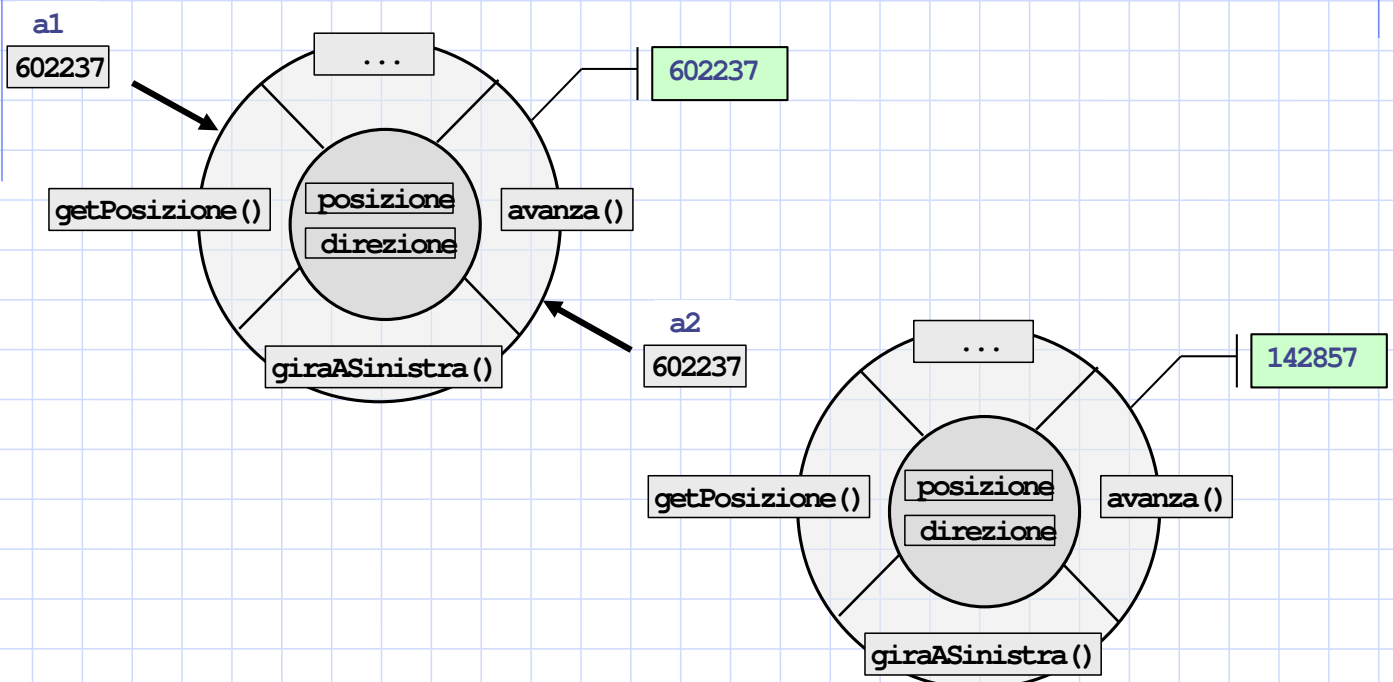 a1
602237
...
602237
getPosizione()
posizione
direzione
avanza()
giraASinistra()
a2
602237
...
142857
getPosizione()
posizione
direzione
avanza()
giraASinistra()